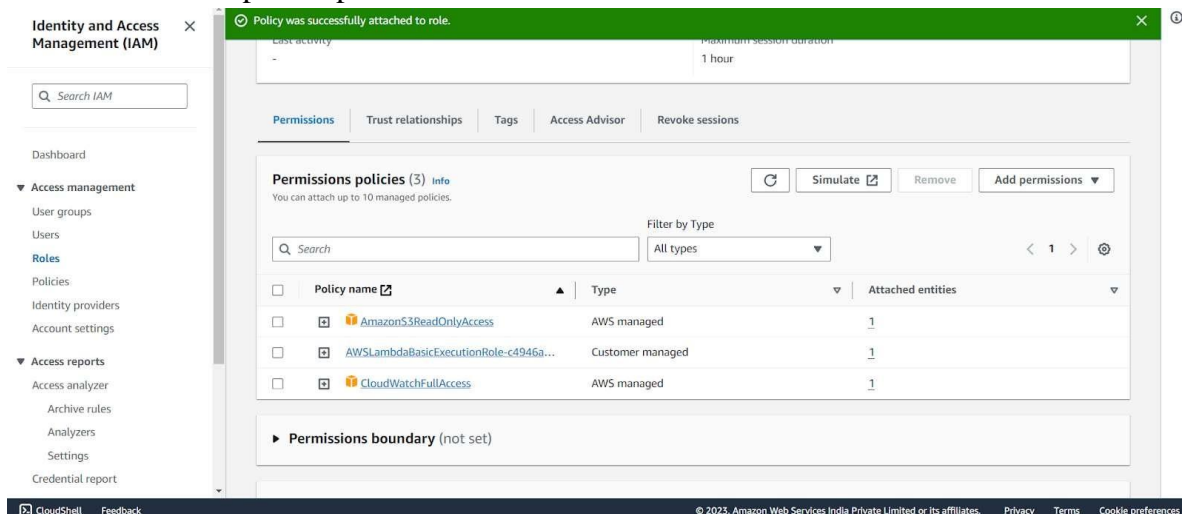 Identity and Access
Management (IAM)
Search IAM
Dashboard
Access management
User groups
Users
Roles
Policies
Identity providers
Account settings
Access reports
Access analyzer
Archive rules
Analyzers
Settings
Credential report
Policy was successfully attached to role.
Last activity
-
Maximum session duration
1 hour
Permissions Trust relationships Tags Access Advisor Revoke sessions
Permissions policies (3) Info
You can attach up to 10 managed policies.
Simulate Remove Add permissions
Filter by Type
Search All types < 1 >
Policy name Type Attached entities
AmazonS3ReadOnlyAccess AWS managed 1
AWSLambdaBasicExecutionRole-c4946a... Customer managed 1
CloudWatchFullAccess AWS managed 1
Permissions boundary (not set)
CloudShell Feedback © 2023, Amazon Web Services India Private Limited or its affiliates. Privacy Terms Cookie preferences